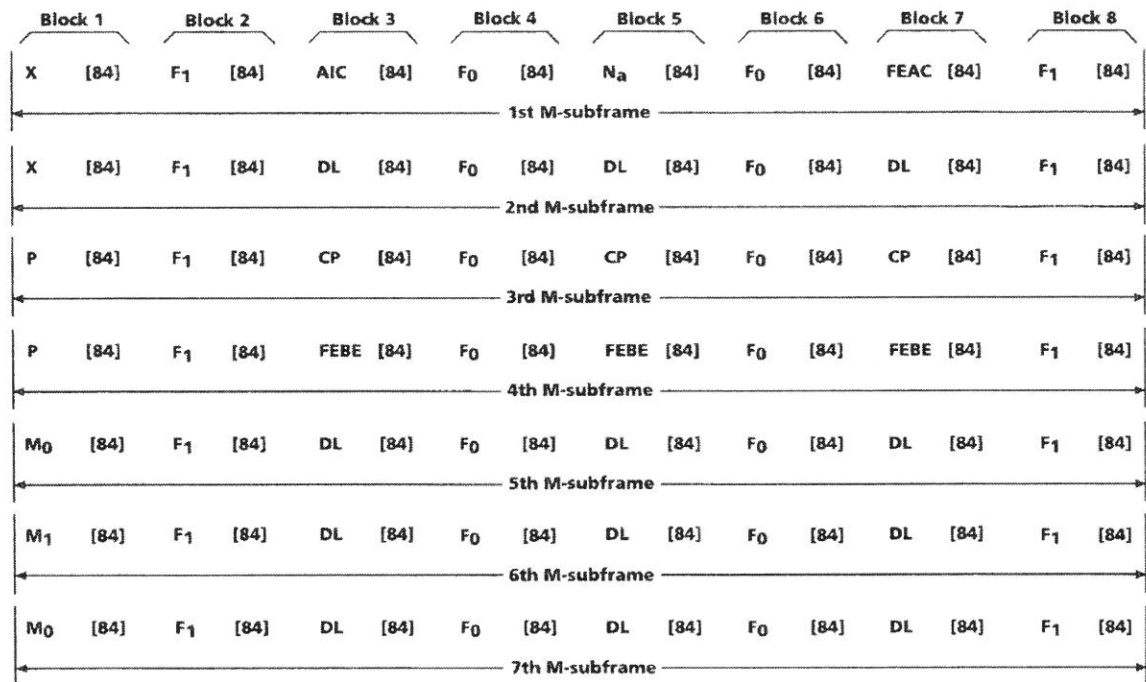 Block 1 Block 2 Block 3 Block 4 Block 5 Block 6 Block 7 Block 8
X [84] F1 [84] AIC [84] F0 [84] Na [84] F0 [84] FEAC [84] F1 [84]
1st M-subframe
X [84] F1 [84] DL [84] F0 [84] DL [84] F0 [84] DL [84] F1 [84]
2nd M-subframe
P [84] F1 [84] CP [84] F0 [84] CP [84] F0 [84] CP [84] F1 [84]
3rd M-subframe
P [84] F1 [84] FEBE [84] F0 [84] FEBE [84] F0 [84] FEBE [84] F1 [84]
4th M-subframe
M0 [84] F1 [84] DL [84] F0 [84] DL [84] F0 [84] DL [84] F1 [84]
5th M-subframe
M1 [84] F1 [84] DL [84] F0 [84] DL [84] F0 [84] DL [84] F1 [84]
6th M-subframe
M0 [84] F1 [84] DL [84] F0 [84] DL [84] F0 [84] DL [84] F1 [84]
7th M-subframe